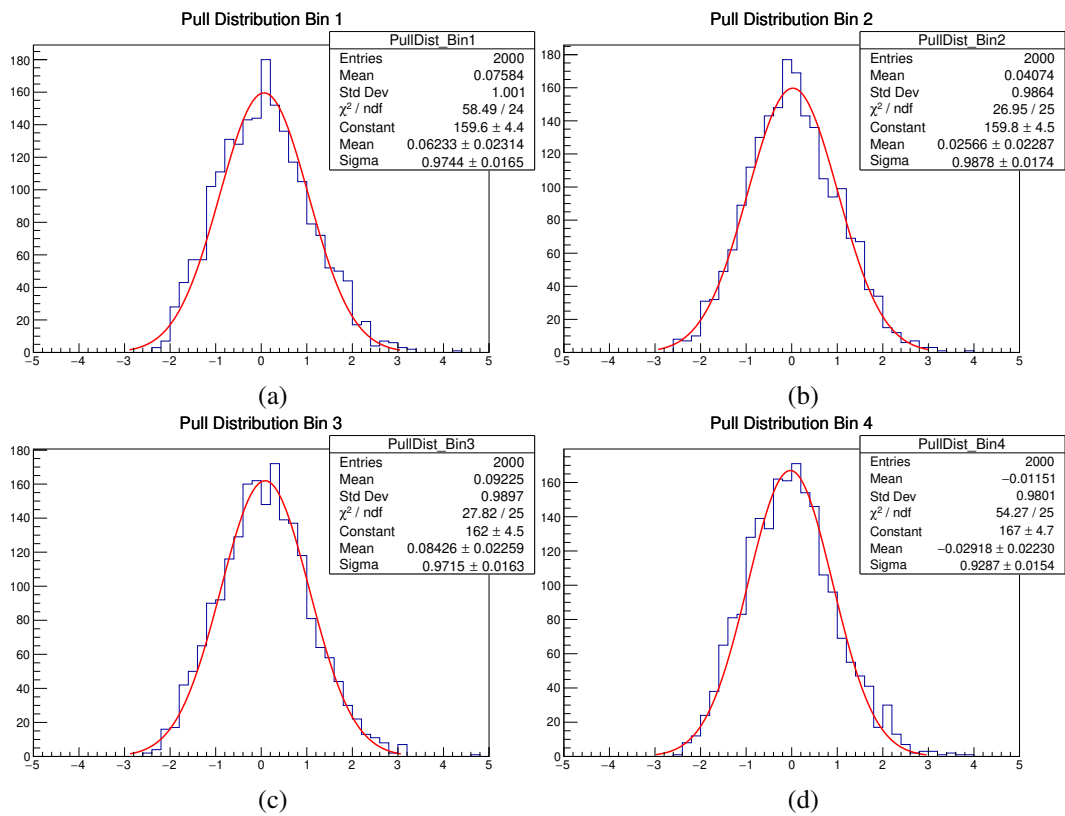 Pull Distribution Bin 1
PullDist_Bin1
Entries 2000
Mean 0.07584
Std Dev 1.001
χ² / ndf 58.49 / 24
Constant 159.6 ± 4.4
Mean 0.06233 ± 0.02314
Sigma 0.9744 ± 0.0165
180
160
140
120
100
80
60
40
20
0
−5 −4 −3 −2 −1 0 1 2 3 4 5
(a)
Pull Distribution Bin 2
PullDist_Bin2
Entries 2000
Mean 0.04074
Std Dev 0.9864
χ² / ndf 26.95 / 25
Constant 159.8 ± 4.5
Mean 0.02566 ± 0.02287
Sigma 0.9878 ± 0.0174
180
160
140
120
100
80
60
40
20
0
−5 −4 −3 −2 −1 0 1 2 3 4 5
(b)
Pull Distribution Bin 3
PullDist_Bin3
Entries 2000
Mean 0.09225
Std Dev 0.9897
χ² / ndf 27.82 / 25
Constant 162 ± 4.5
Mean 0.08426 ± 0.02259
Sigma 0.9715 ± 0.0163
180
160
140
120
100
80
60
40
20
0
−5 −4 −3 −2 −1 0 1 2 3 4 5
(c)
Pull Distribution Bin 4
PullDist_Bin4
Entries 2000
Mean −0.01151
Std Dev 0.9801
χ² / ndf 54.27 / 25
Constant 167 ± 4.7
Mean −0.02918 ± 0.02230
Sigma 0.9287 ± 0.0154
180
160
140
120
100
80
60
40
20
0
−5 −4 −3 −2 −1 0 1 2 3 4 5
(d)